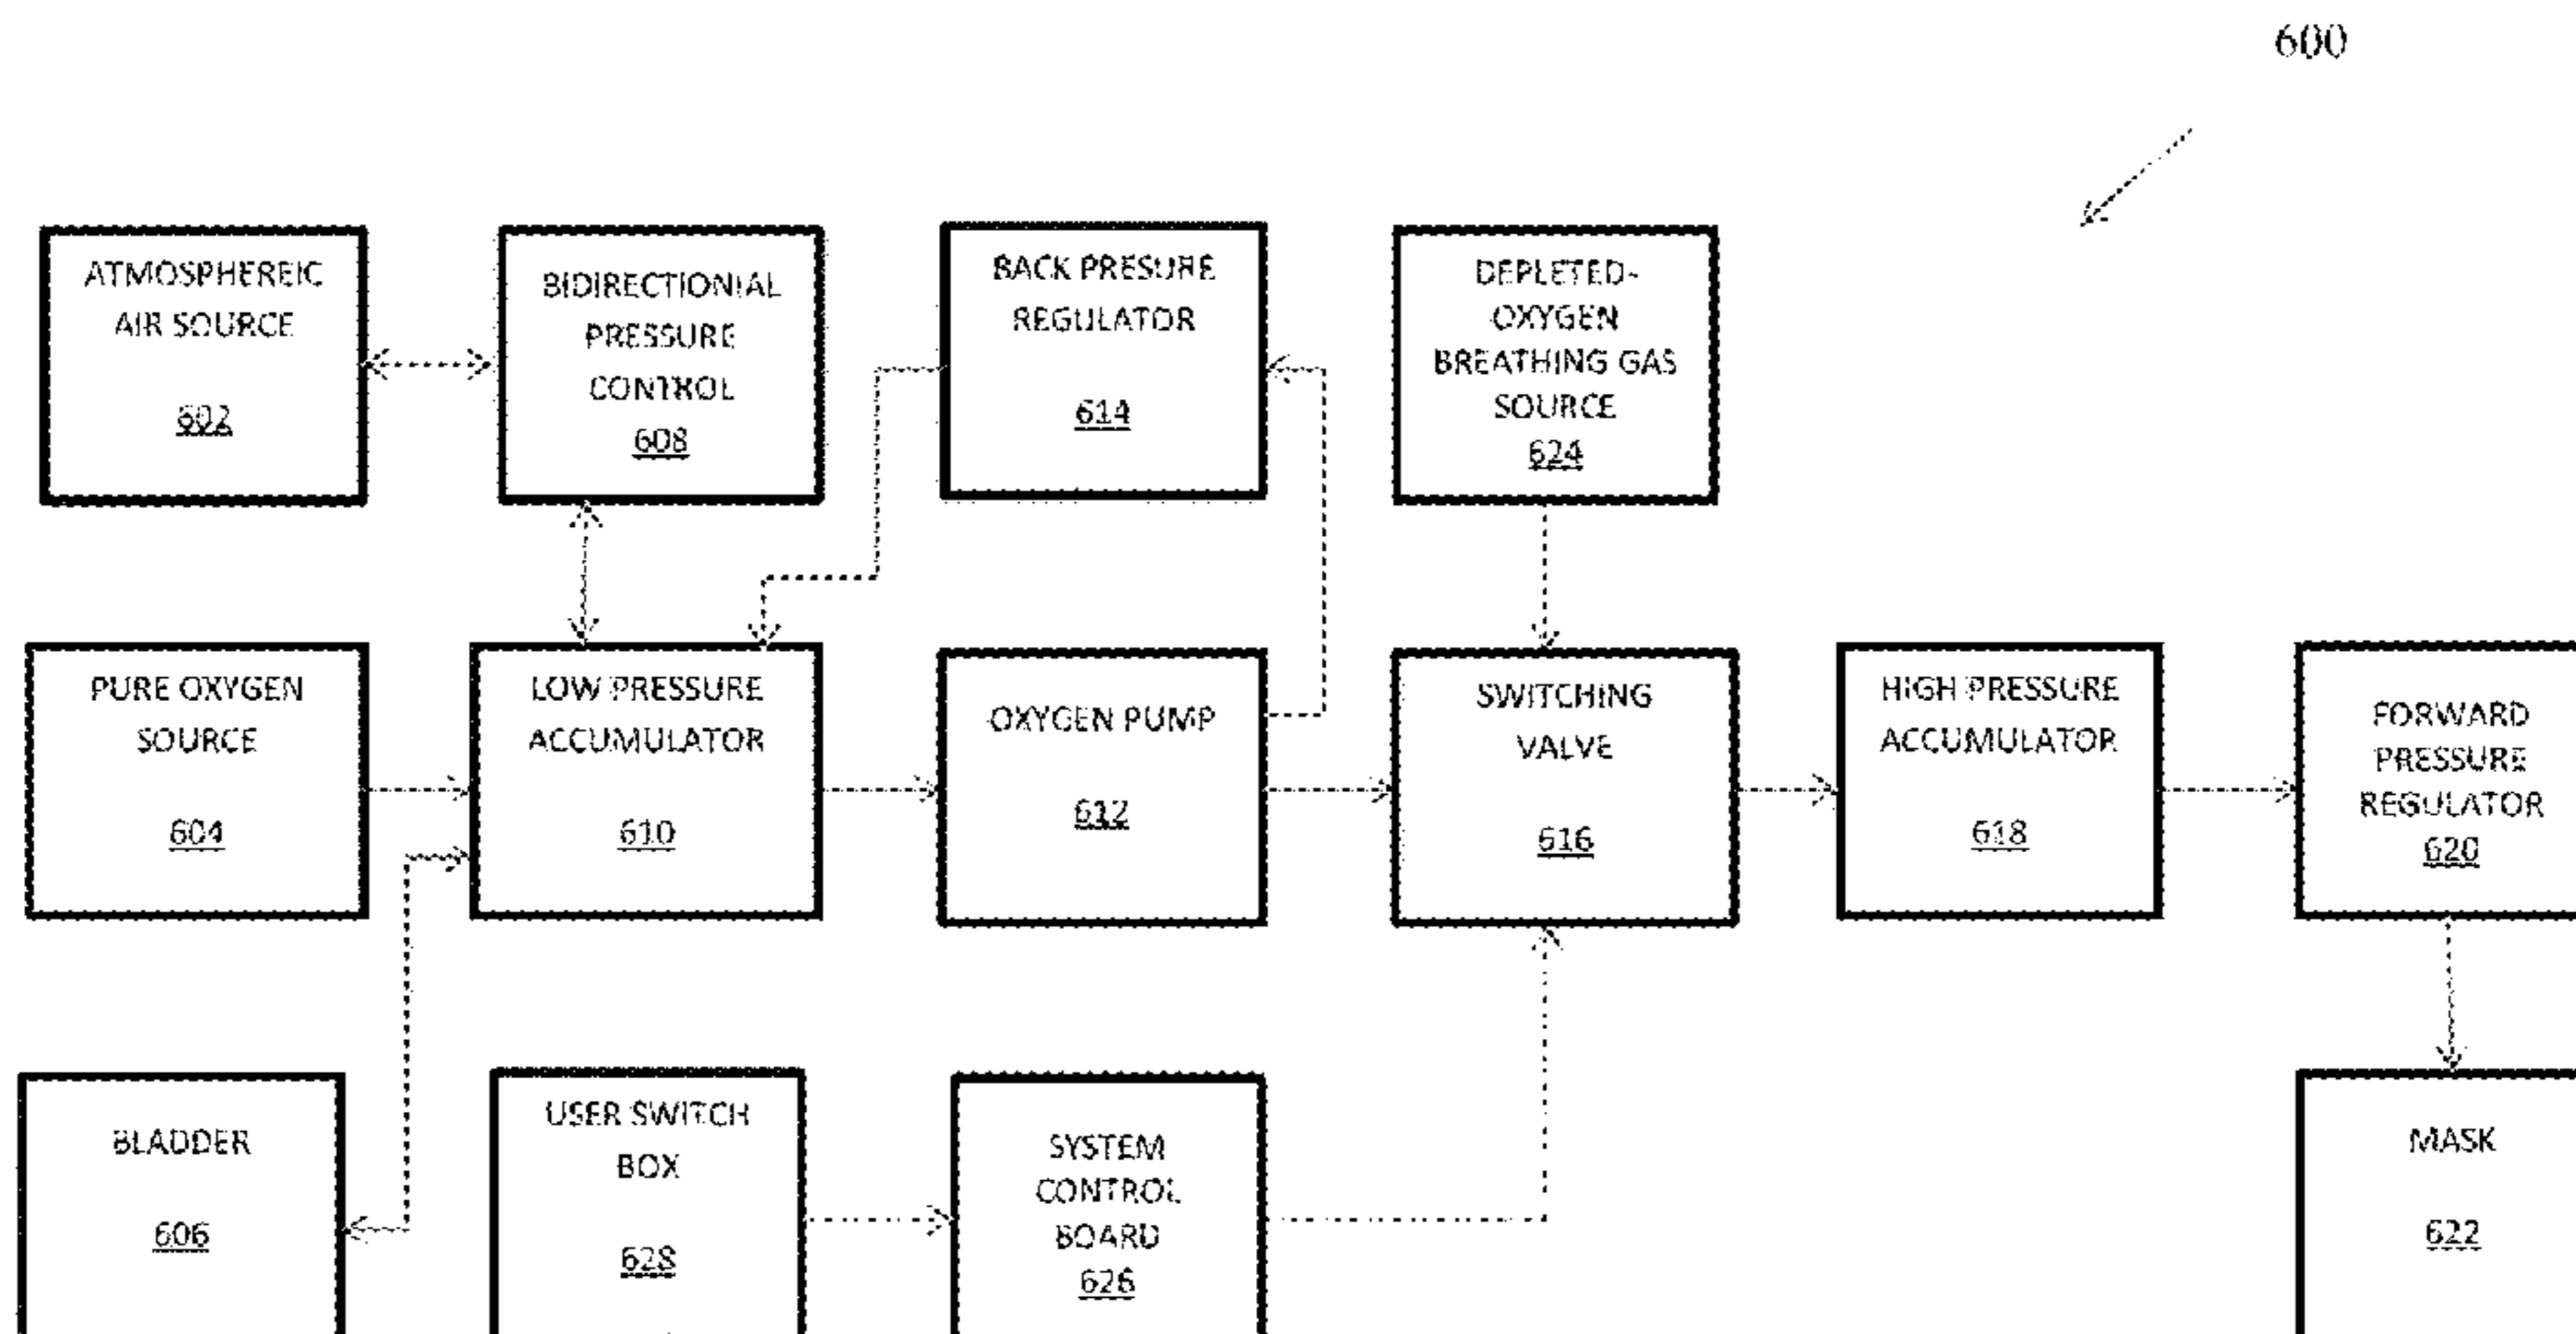 600
ATMOSPHEREIC
AIR SOURCE
602
BIDIRECTIONIAL
PRESSURE
CONTROL
608
BACK PRESURE
REGULATOR
614
DEPLETED-
OXYGEN
BREATHING GAS
SOURCE
624
PURE OXYGEN
SOURCE
604
LOW PRESSURE
ACCUMULATOR
610
OXYGEN PUMP
612
SWITCHING
VALVE
616
HIGH PRESSURE
ACCUMULATOR
618
FORWARD
PRESSURE
REGULATOR
620
BLADDER
606
USER SWITCH
BOX
628
SYSTEM
CONTROL
BOARD
626
MASK
622